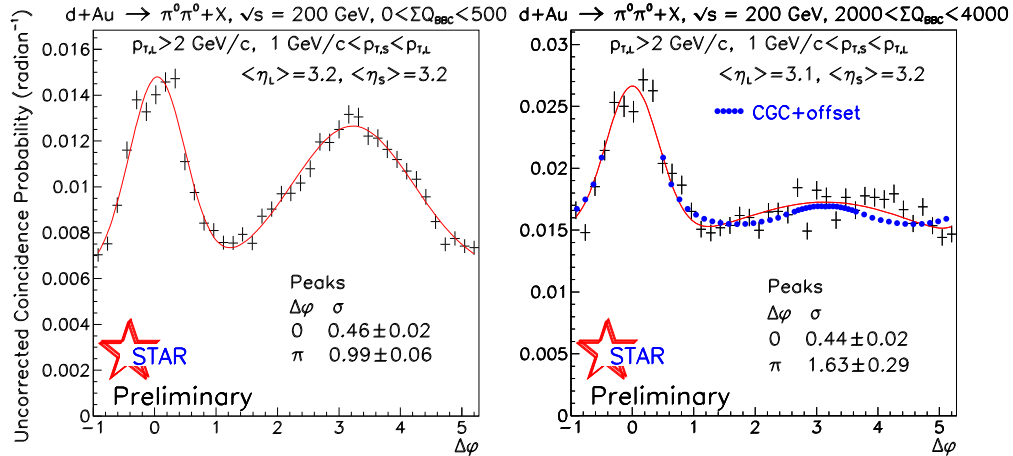 d+Au → π⁰π⁰+X, √s = 200 GeV, 0<ΣQ_BBC<500
p_T,L>2 GeV/c, 1 GeV/c<p_T,S<p_T,L
<η_L>=3.2, <η_S>=3.2
Uncorrected Coincidence Probability (radian⁻¹)
0.016
0.014
0.012
0.01
0.008
0.006
0.004
0.002
0
Peaks
Δφ σ
0 0.46±0.02
π 0.99±0.06
STAR
Preliminary
-1 0 1 2 3 4 5
Δφ
d+Au → π⁰π⁰+X, √s = 200 GeV, 2000<ΣQ_BBC<4000
p_T,L>2 GeV/c, 1 GeV/c<p_T,S<p_T,L
<η_L>=3.1, <η_S>=3.2
CGC+offset
0.03
0.025
0.02
0.015
0.01
0.005
0
Peaks
Δφ σ
0 0.44±0.02
π 1.63±0.29
STAR
Preliminary
-1 0 1 2 3 4 5
Δφ